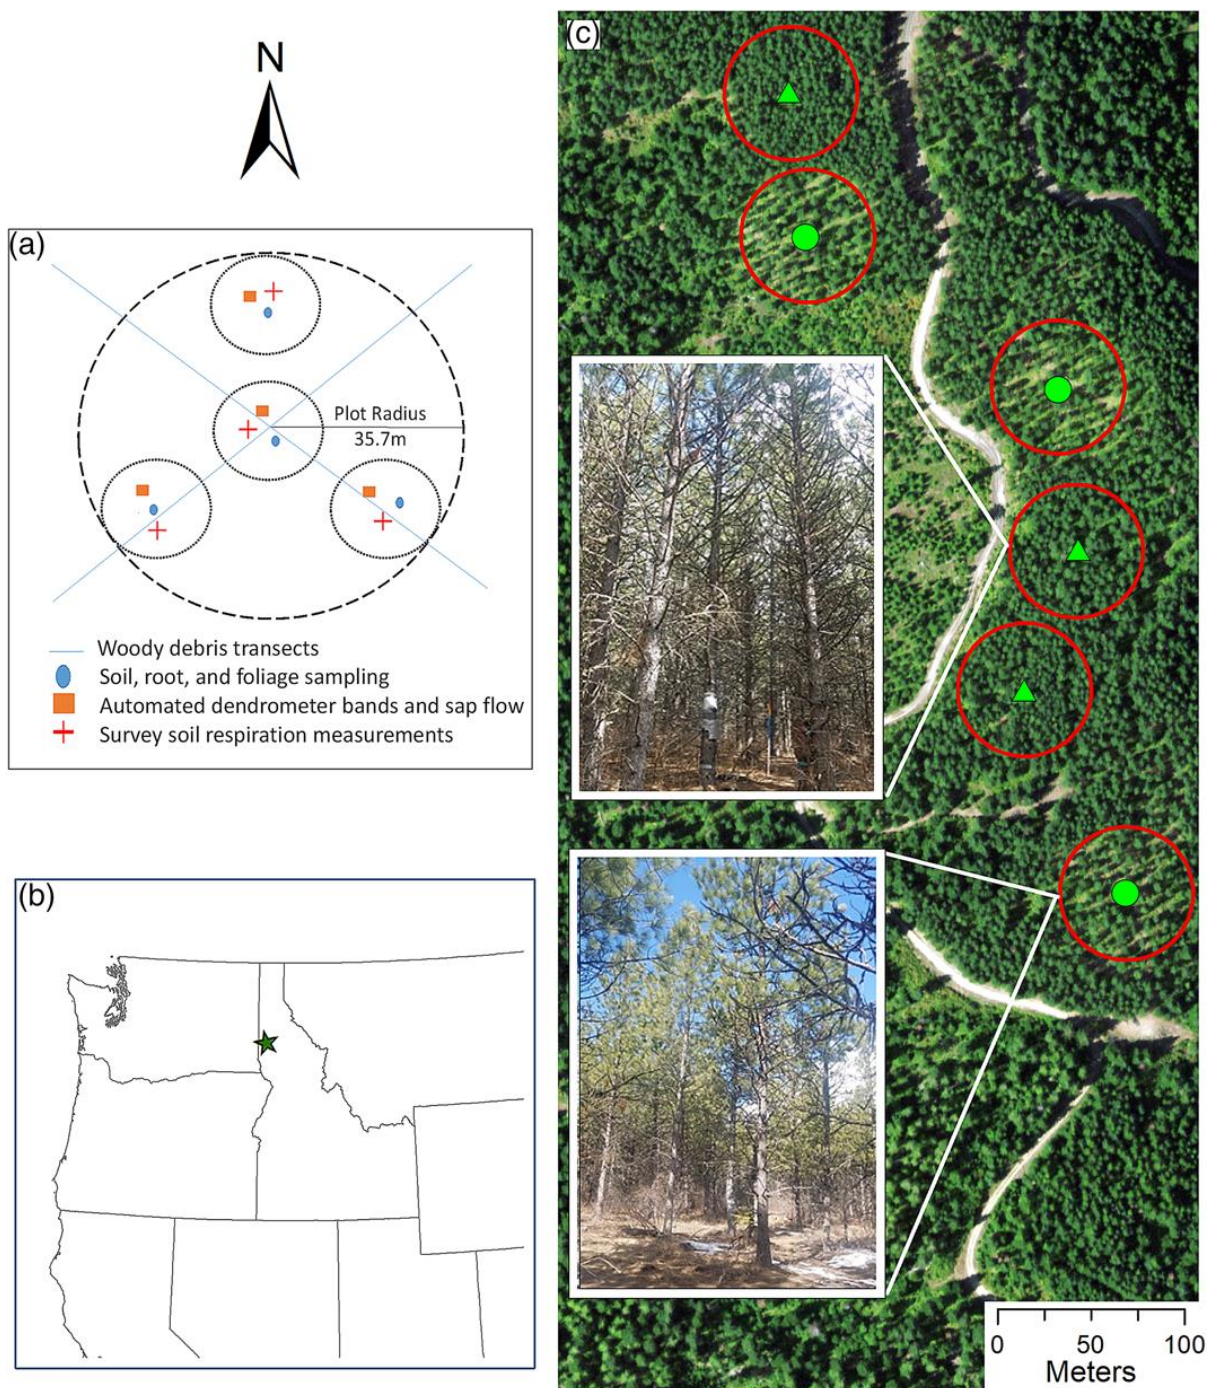 N
(a)
Plot Radius
35.7m
Woody debris transects
Soil, root, and foliage sampling
Automated dendrometer bands and sap flow
Survey soil respiration measurements
(b)
(c)
0 50 100
Meters